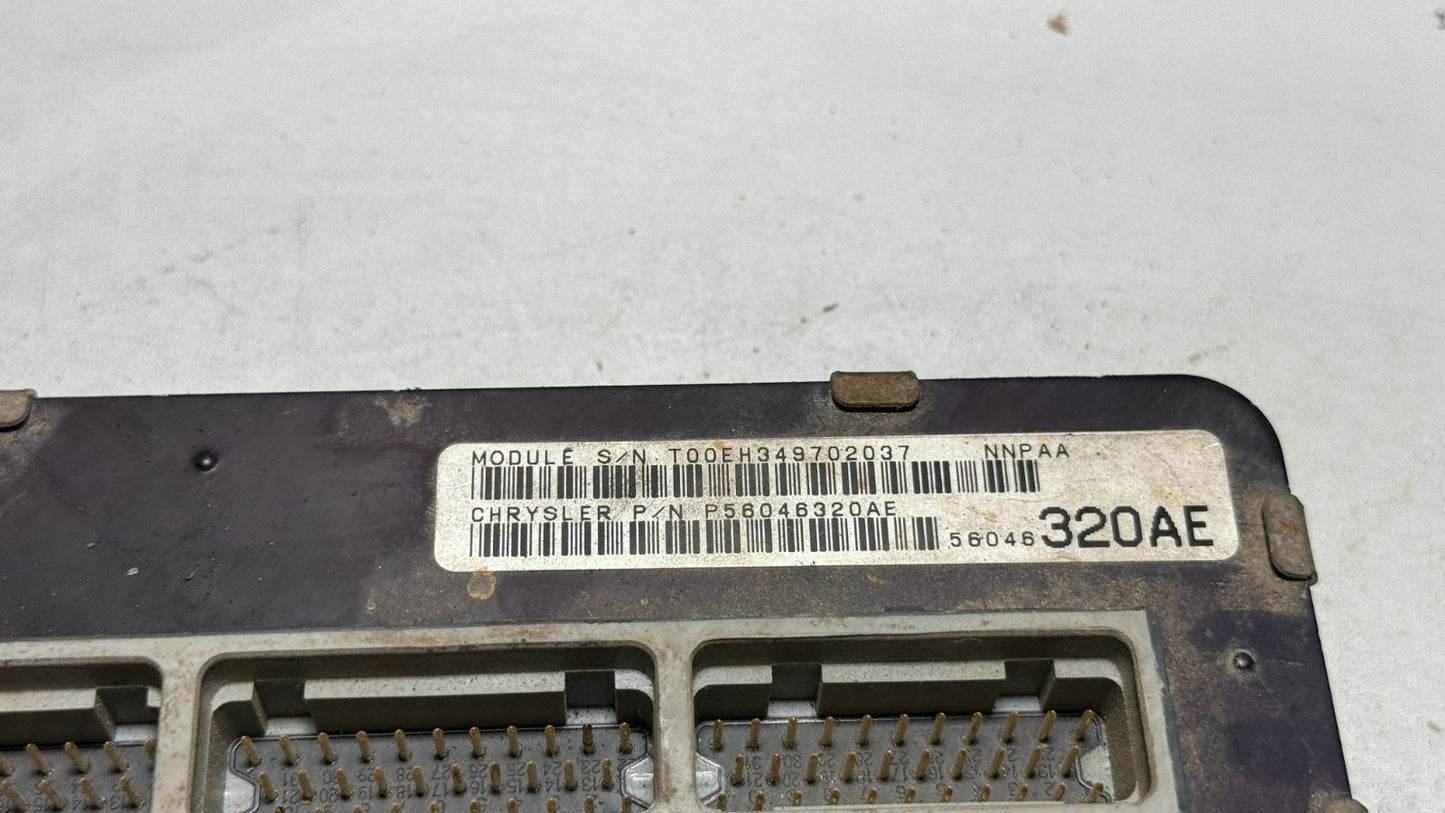 MODULE S/N T00EH349702037 NNPAA
CHRYSLER P/N P56046320AE
56046 320AE